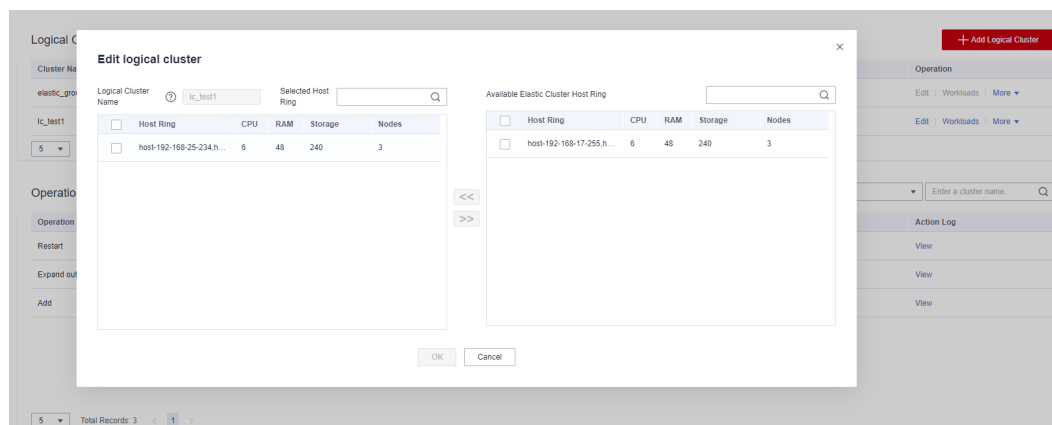 Logical C
+ Add Logical Cluster
Cluster Na
Operation
elastic_grou
Edit | Workloads | More
lc_test1
Edit | Workloads | More
5
Edit logical cluster
×
Logical Cluster Name
?
lc_test1
Selected Host Ring
Host Ring CPU RAM Storage Nodes
host-192-168-25-234,h... 6 48 240 3
<<
>>
Available Elastic Cluster Host Ring
Host Ring CPU RAM Storage Nodes
host-192-168-17-255,h... 6 48 240 3
OK
Cancel
Operatio
Enter a cluster name.
Operation
Action Log
Restart
View
Expand out
View
Add
View
5
Total Records: 3 < 1 >